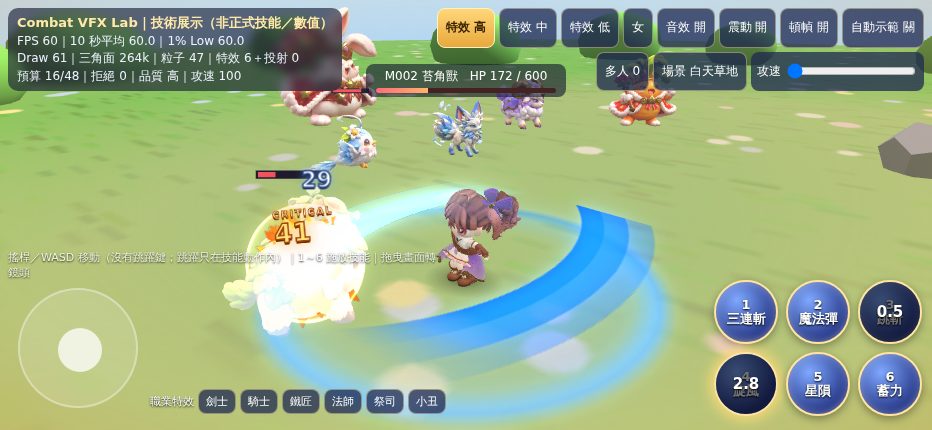 Combat VFX Lab｜技術展示（非正式技能／數值）
FPS 60｜10 秒平均 60.0｜1% Low 60.0
Draw 61｜三角面 264k｜粒子 47｜特效 6＋投射 0
預算 16/48｜拒絕 0｜品質 高｜攻速 100
特效 高
特效 中
特效 低
女
音效 開
震動 開
頓幀 開
自動示範 關
多人 0
場景 白天草地
攻速
M002 苔角獸 HP 172 / 600
29
CRITICAL
41
搖桿／WASD 移動（沒有跳躍鍵；跳躍只在技能動作內）｜1～6 施放技能｜拖曳畫面轉
鏡頭
1
三連斬
2
魔法彈
3
0.5
跳斬
4
2.8
旋風
5
星隕
6
蓄力
職業特效
劍士
騎士
鐵匠
法師
祭司
小丑